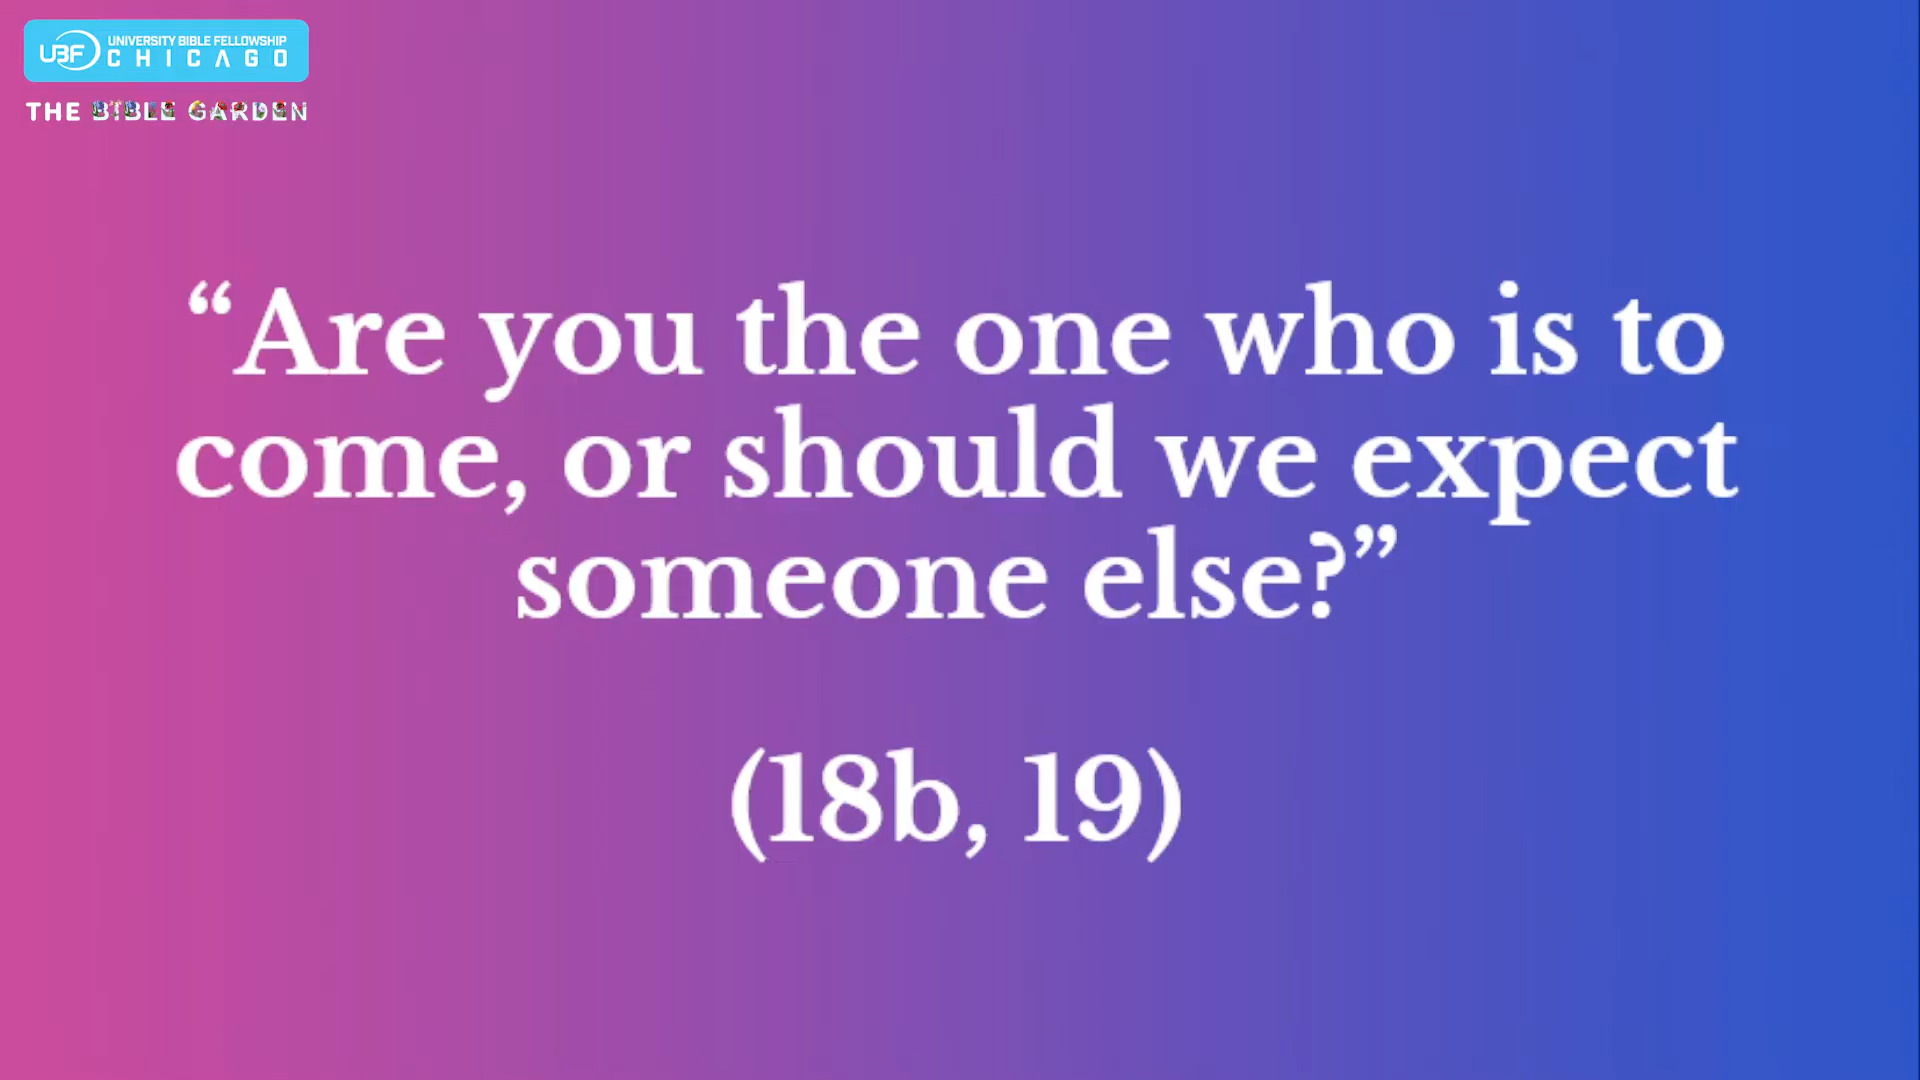 UBF UNIVERSITY BIBLE FELLOWSHIP
CHICAGO
THE BIBLE GARDEN
“Are you the one who is to
come, or should we expect
someone else?”
(18b, 19)